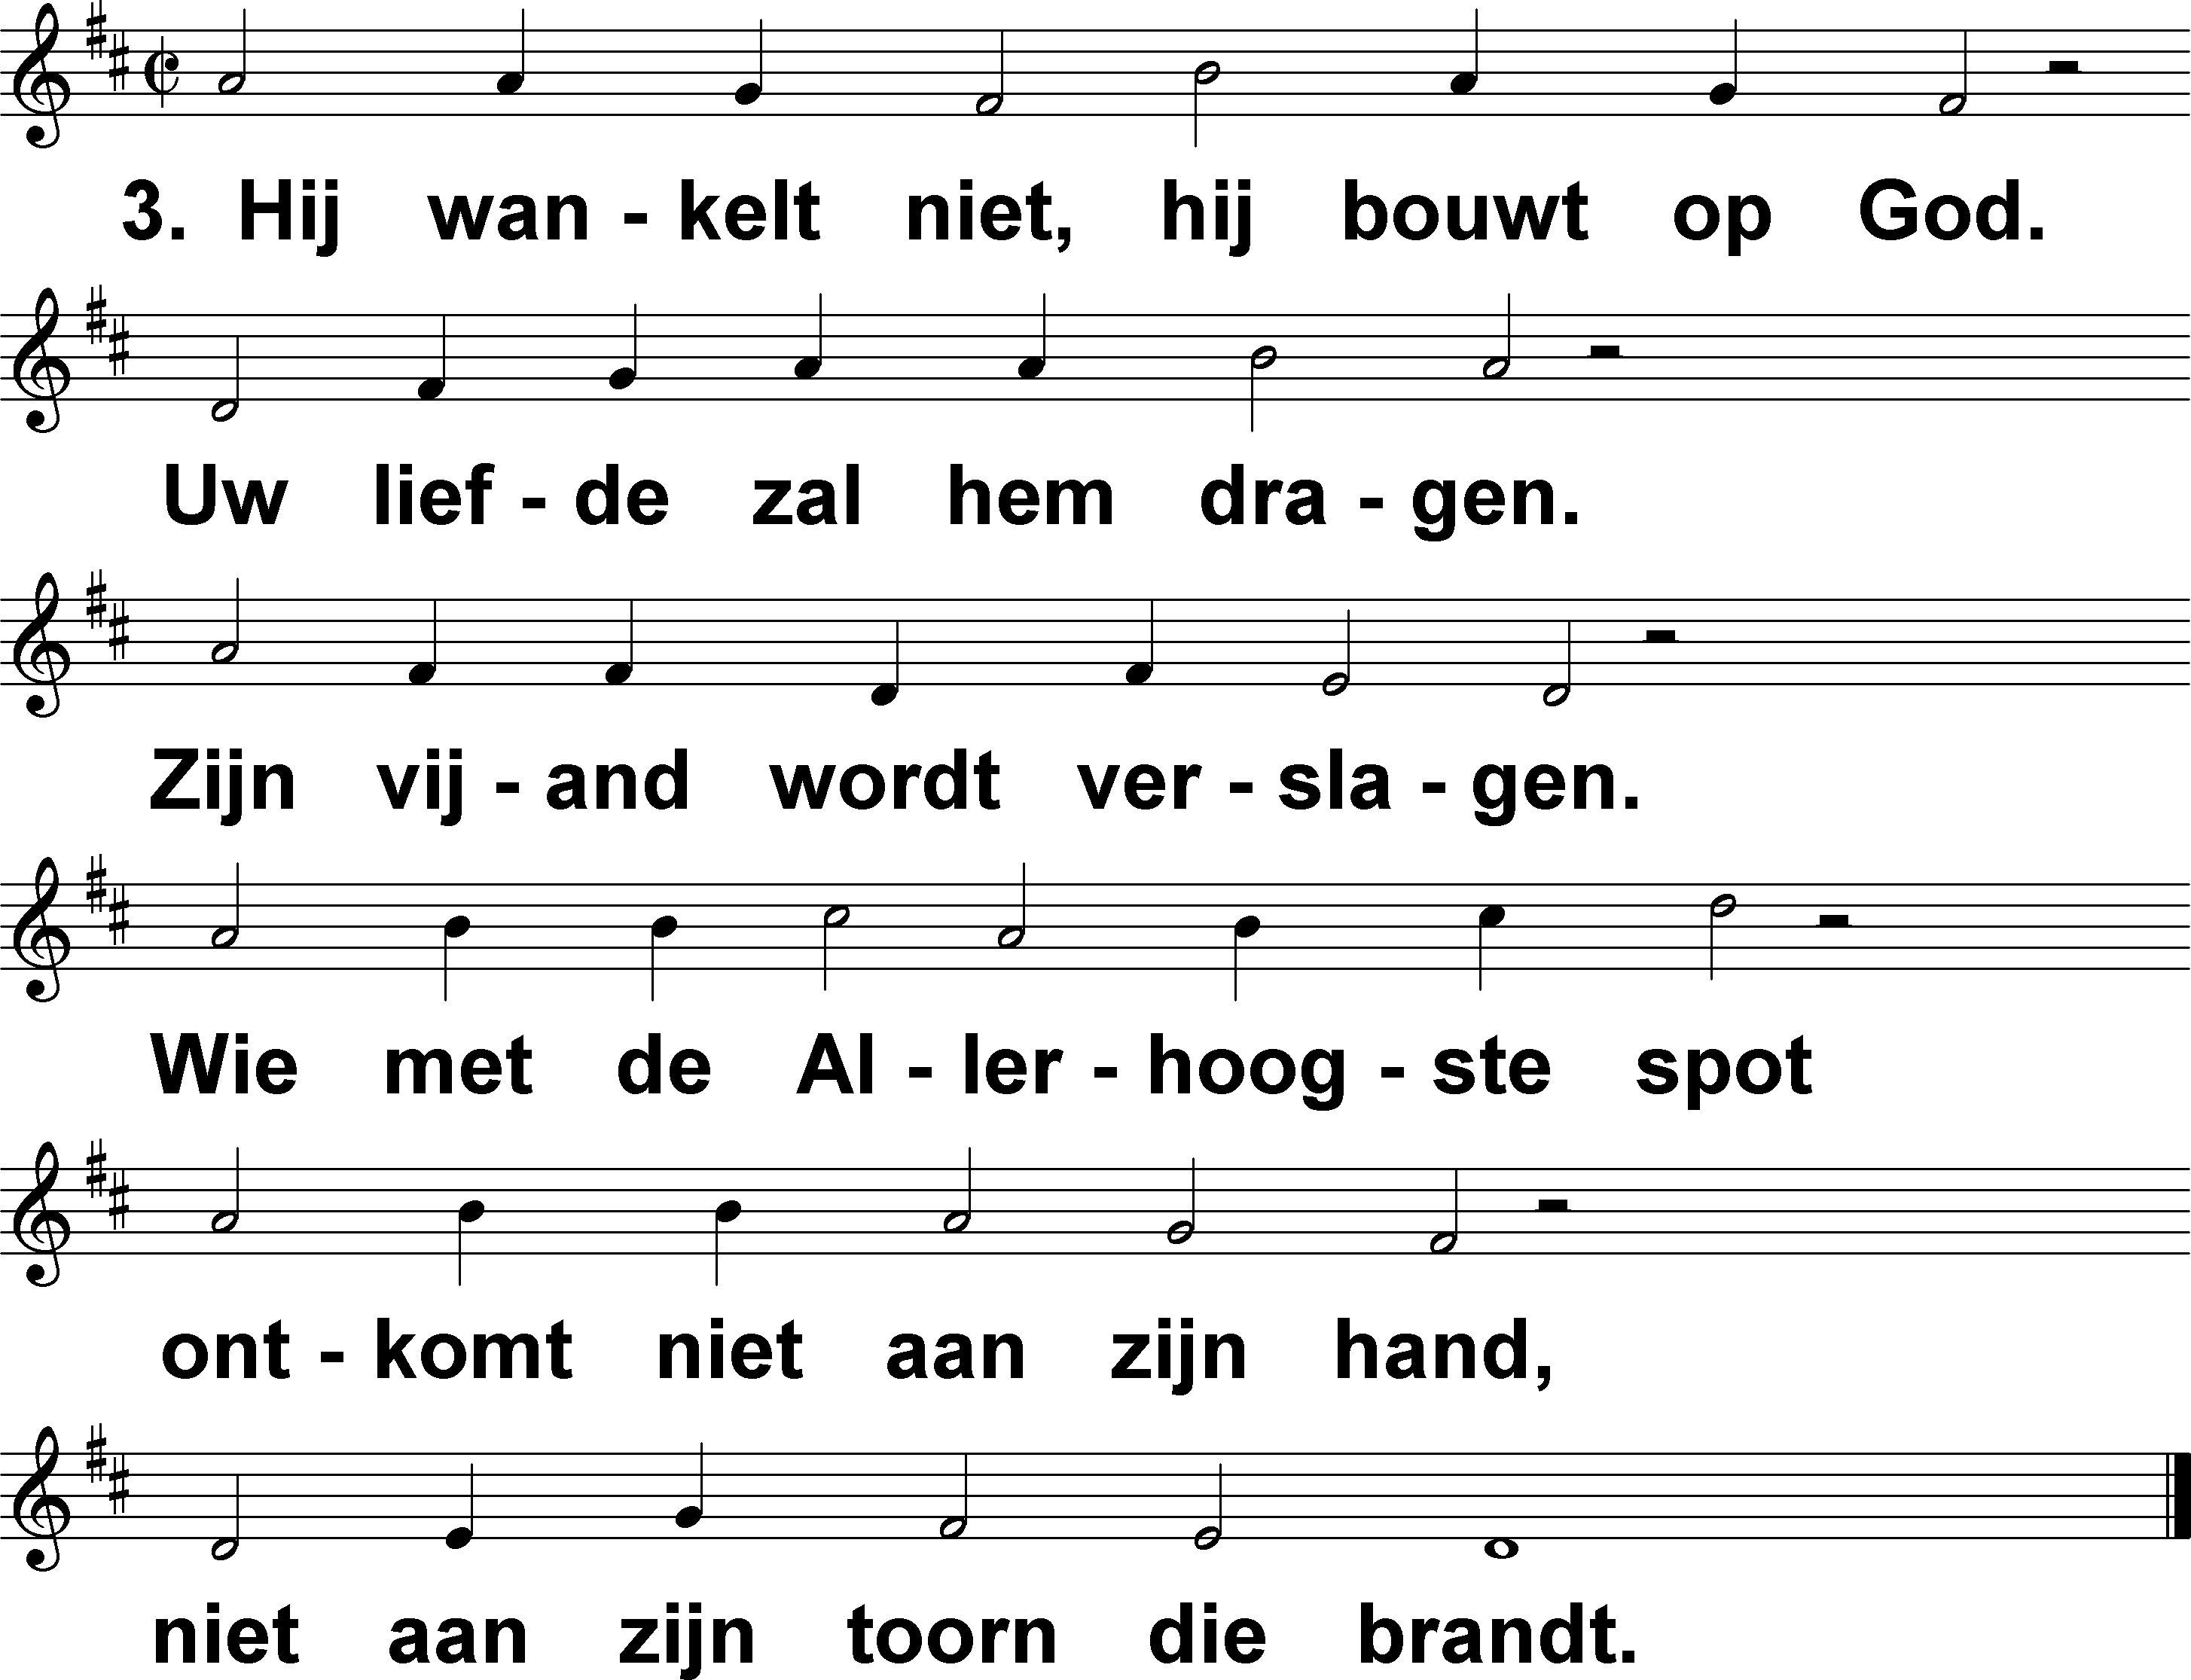 3. Hij wan - kelt niet, hij bouwt op God.
Uw lief - de zal hem dra - gen.
Zijn vij - and wordt ver - sla - gen.
Wie met de Al - ler - hoog - ste spot
ont - komt niet aan zijn hand,
niet aan zijn toorn die brandt.